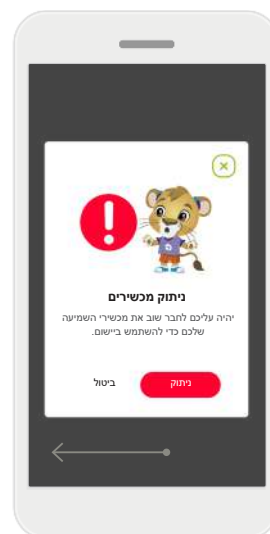 ניתוק מכשירים
יהיה עליכם לחבר שוב את מכשירי השמיעה
שלכם כדי להשתמש ביישום.
ניתוק
ביטול